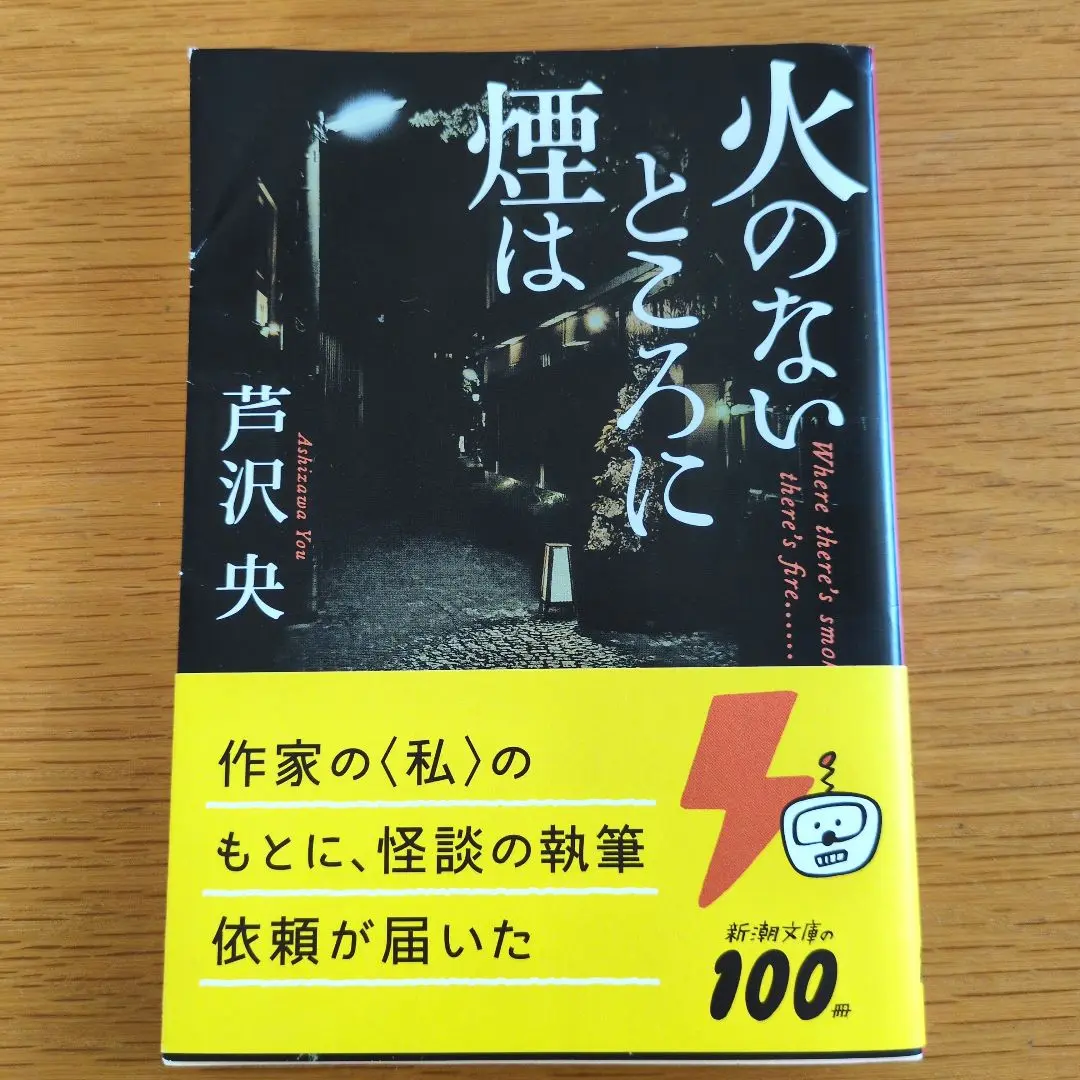 火のない
ところに
煙は
Where there's smo
there's fire......
芦沢 央
Ashizawa You
作家の〈私〉の
もとに、怪談の執筆
依頼が届いた
新潮文庫の
100冊